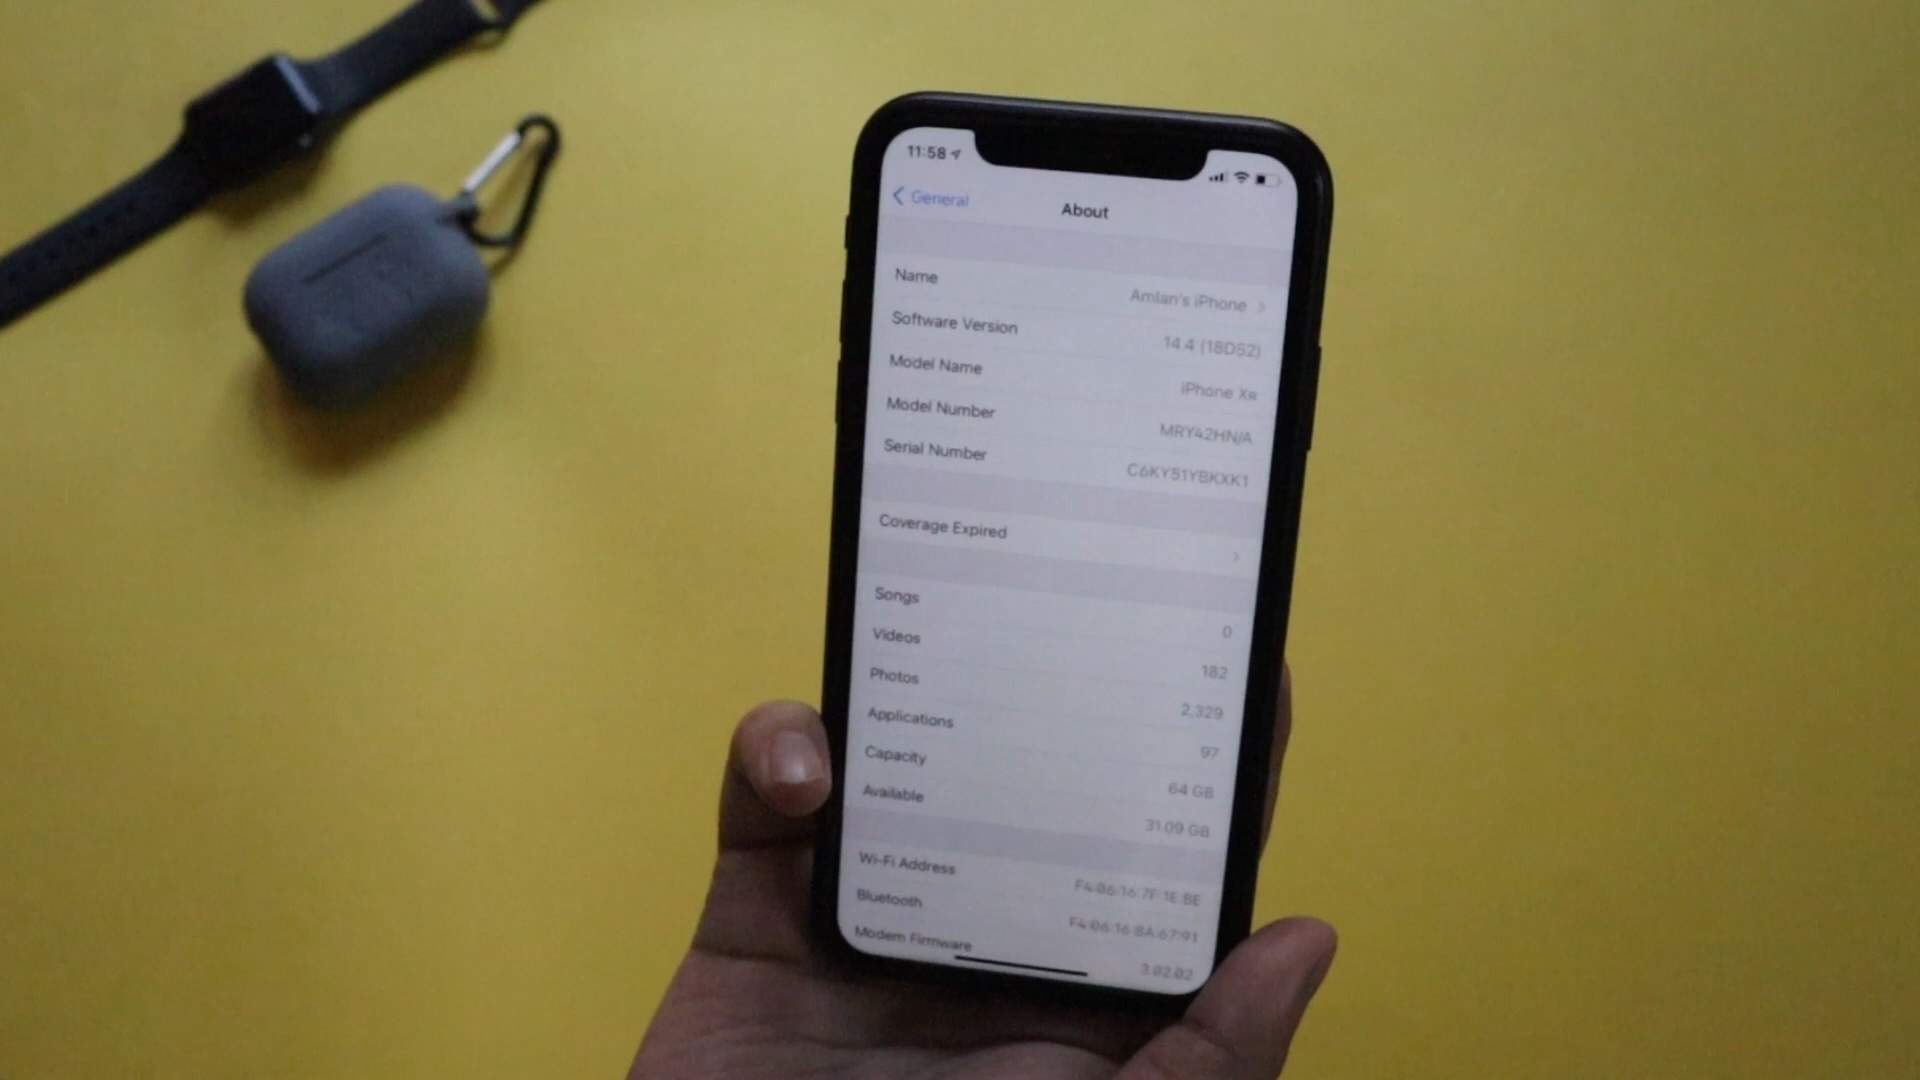 11:58
General
About
Name Amlan's iPhone
Software Version 14.4 (18D52)
Model Name iPhone XR
Model Number MRY42HN/A
Serial Number C6KY51YBKXK1
Coverage Expired
Songs 0
Videos 182
Photos 2,329
Applications 97
Capacity 64 GB
Available 31.09 GB
Wi-Fi Address F4:06:16:7F:1E:BE
Bluetooth F4:06:16:8A:67:91
Modem Firmware 3.02.02